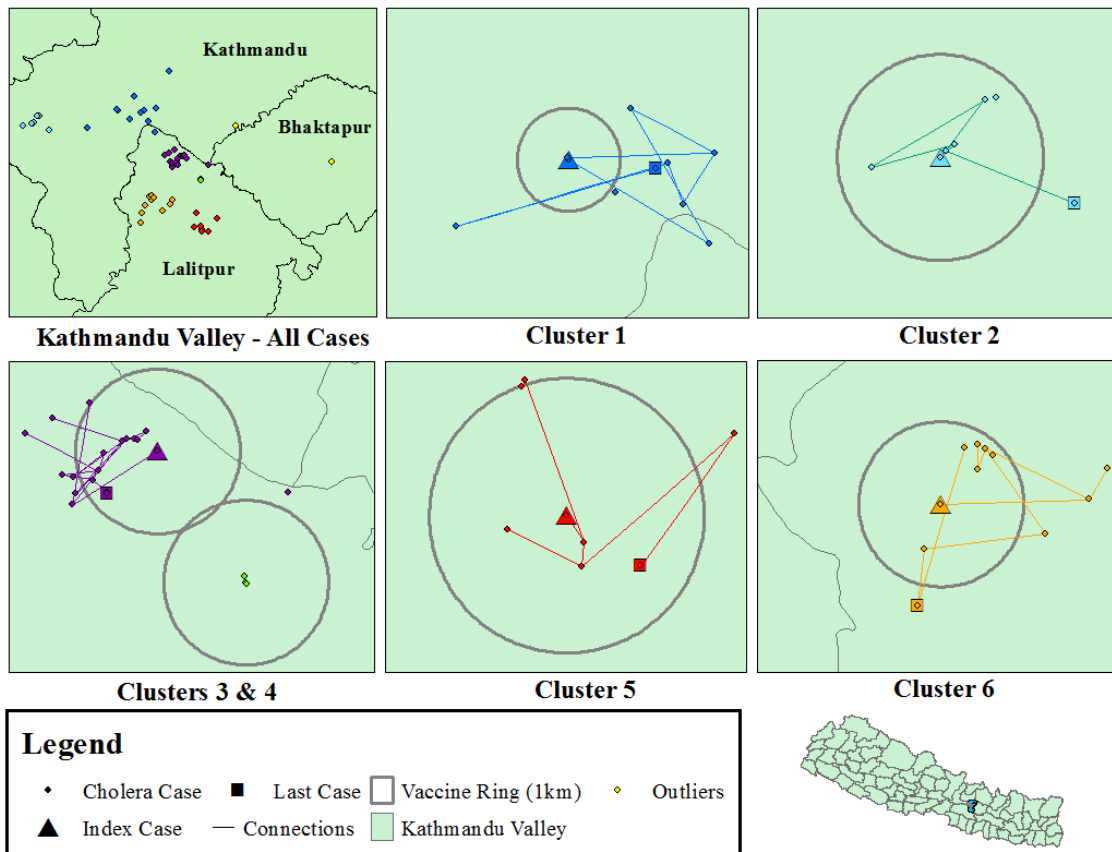 Kathmandu
Bhaktapur
Lalitpur
Kathmandu Valley - All Cases
Cluster 1
Cluster 2
Clusters 3 & 4
Cluster 5
Cluster 6
Legend
Cholera Case
Last Case
Vaccine Ring (1km)
Outliers
Index Case
Connections
Kathmandu Valley